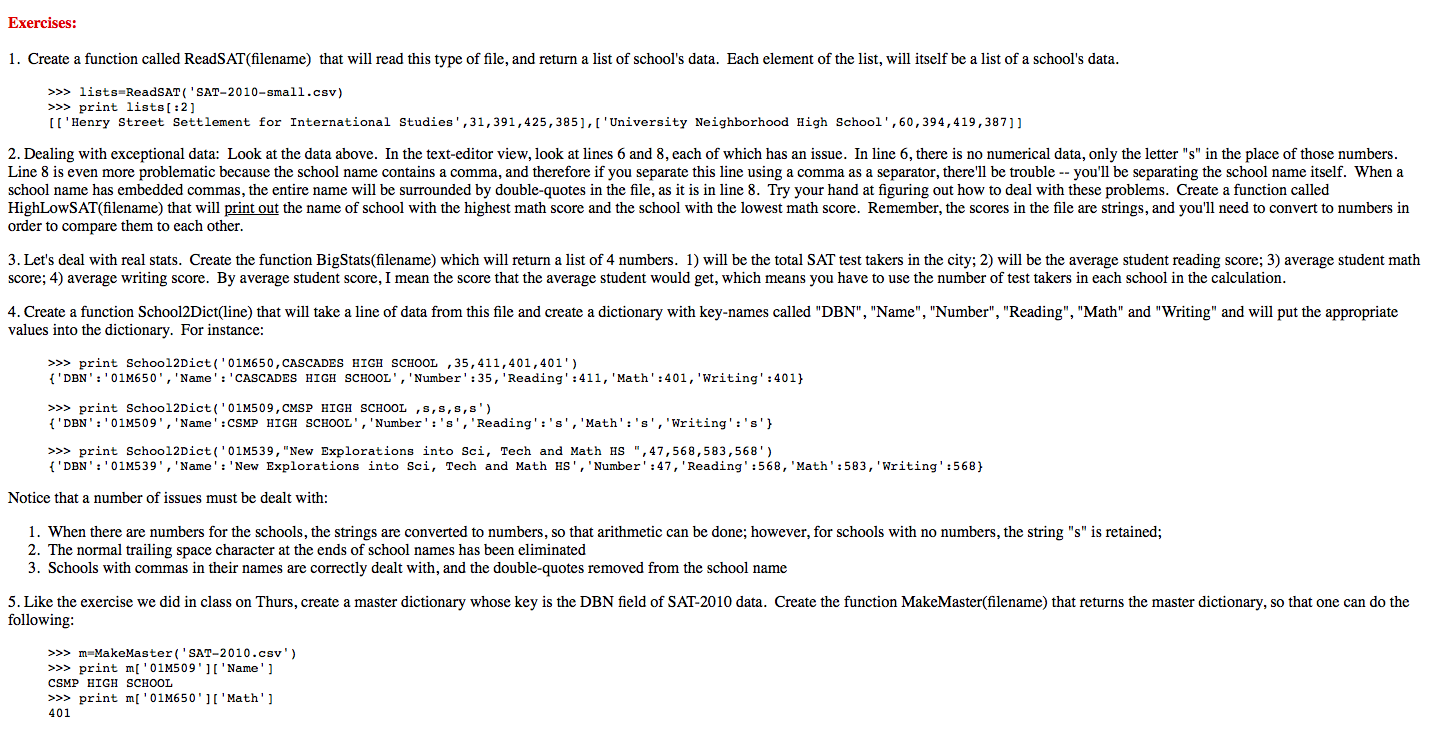 Exercises:
1. Create a function called ReadSAT(filename) that will read this type of file, and return a list of school's data. Each element of the list, will itself be a list of a school's data.
>>> lists=ReadSAT('SAT-2010-small.csv)
>>> print lists[:2]
[['Henry Street Settlement for International Studies',31,391,425,385],['University Neighborhood High School',60,394,419,387]]
2. Dealing with exceptional data: Look at the data above. In the text-editor view, look at lines 6 and 8, each of which has an issue. In line 6, there is no numerical data, only the letter "s" in the place of those numbers.
Line 8 is even more problematic because the school name contains a comma, and therefore if you separate this line using a comma as a separator, there'll be trouble -- you'll be separating the school name itself. When a
school name has embedded commas, the entire name will be surrounded by double-quotes in the file, as it is in line 8. Try your hand at figuring out how to deal with these problems. Create a function called
HighLowSAT(filename) that will print out the name of school with the highest math score and the school with the lowest math score. Remember, the scores in the file are strings, and you'll need to convert to numbers in
order to compare them to each other.
3. Let's deal with real stats. Create the function BigStats(filename) which will return a list of 4 numbers. 1) will be the total SAT test takers in the city; 2) will be the average student reading score; 3) average student math
score; 4) average writing score. By average student score, I mean the score that the average student would get, which means you have to use the number of test takers in each school in the calculation.
4. Create a function School2Dict(line) that will take a line of data from this file and create a dictionary with key-names called "DBN", "Name", "Number", "Reading", "Math" and "Writing" and will put the appropriate
values into the dictionary. For instance:
>>> print School2Dict('01M650,CASCADES HIGH SCHOOL ,35,411,401,401')
{'DBN':'01M650','Name':'CASCADES HIGH SCHOOL','Number':35,'Reading':411,'Math':401,'Writing':401}
>>> print School2Dict('01M509,CMSP HIGH SCHOOL ,s,s,s,s')
{'DBN':'01M509','Name':CSMP HIGH SCHOOL','Number':'s','Reading':'s','Math':'s','Writing':'s'}
>>> print School2Dict('01M539,"New Explorations into Sci, Tech and Math HS ",47,568,583,568')
{'DBN':'01M539','Name':'New Explorations into Sci, Tech and Math HS','Number':47,'Reading':568,'Math':583,'Writing':568}
Notice that a number of issues must be dealt with:
1. When there are numbers for the schools, the strings are converted to numbers, so that arithmetic can be done; however, for schools with no numbers, the string "s" is retained;
2. The normal trailing space character at the ends of school names has been eliminated
3. Schools with commas in their names are correctly dealt with, and the double-quotes removed from the school name
5. Like the exercise we did in class on Thurs, create a master dictionary whose key is the DBN field of SAT-2010 data. Create the function MakeMaster(filename) that returns the master dictionary, so that one can do the
following:
>>> m=MakeMaster('SAT-2010.csv')
>>> print m['01M509']['Name']
CSMP HIGH SCHOOL
>>> print m['01M650']['Math']
401